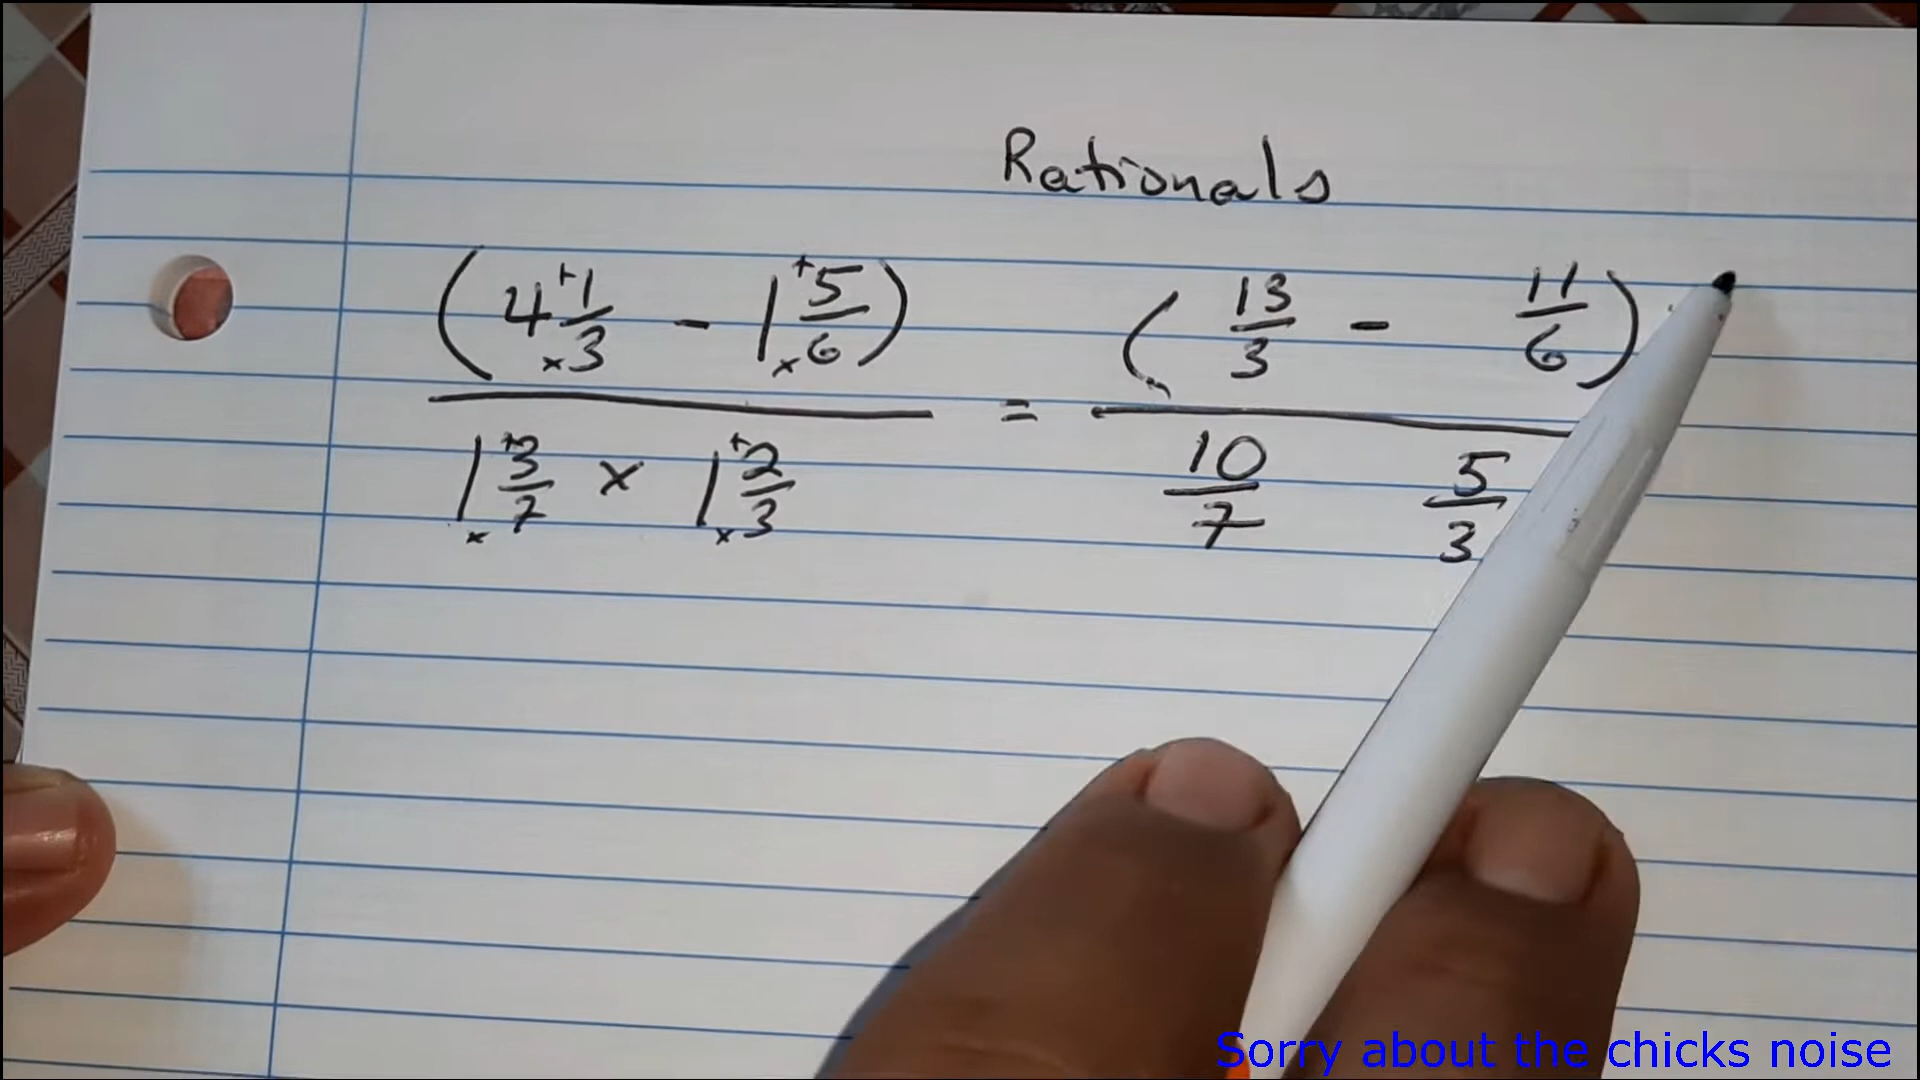 Rationals
(4 +1/×3 - 1 +5/×6) / (1 +3/×7 × 1 +2/×3) = (13/3 - 11/6) / (10/7 5/3)
Sorry about the chicks noise